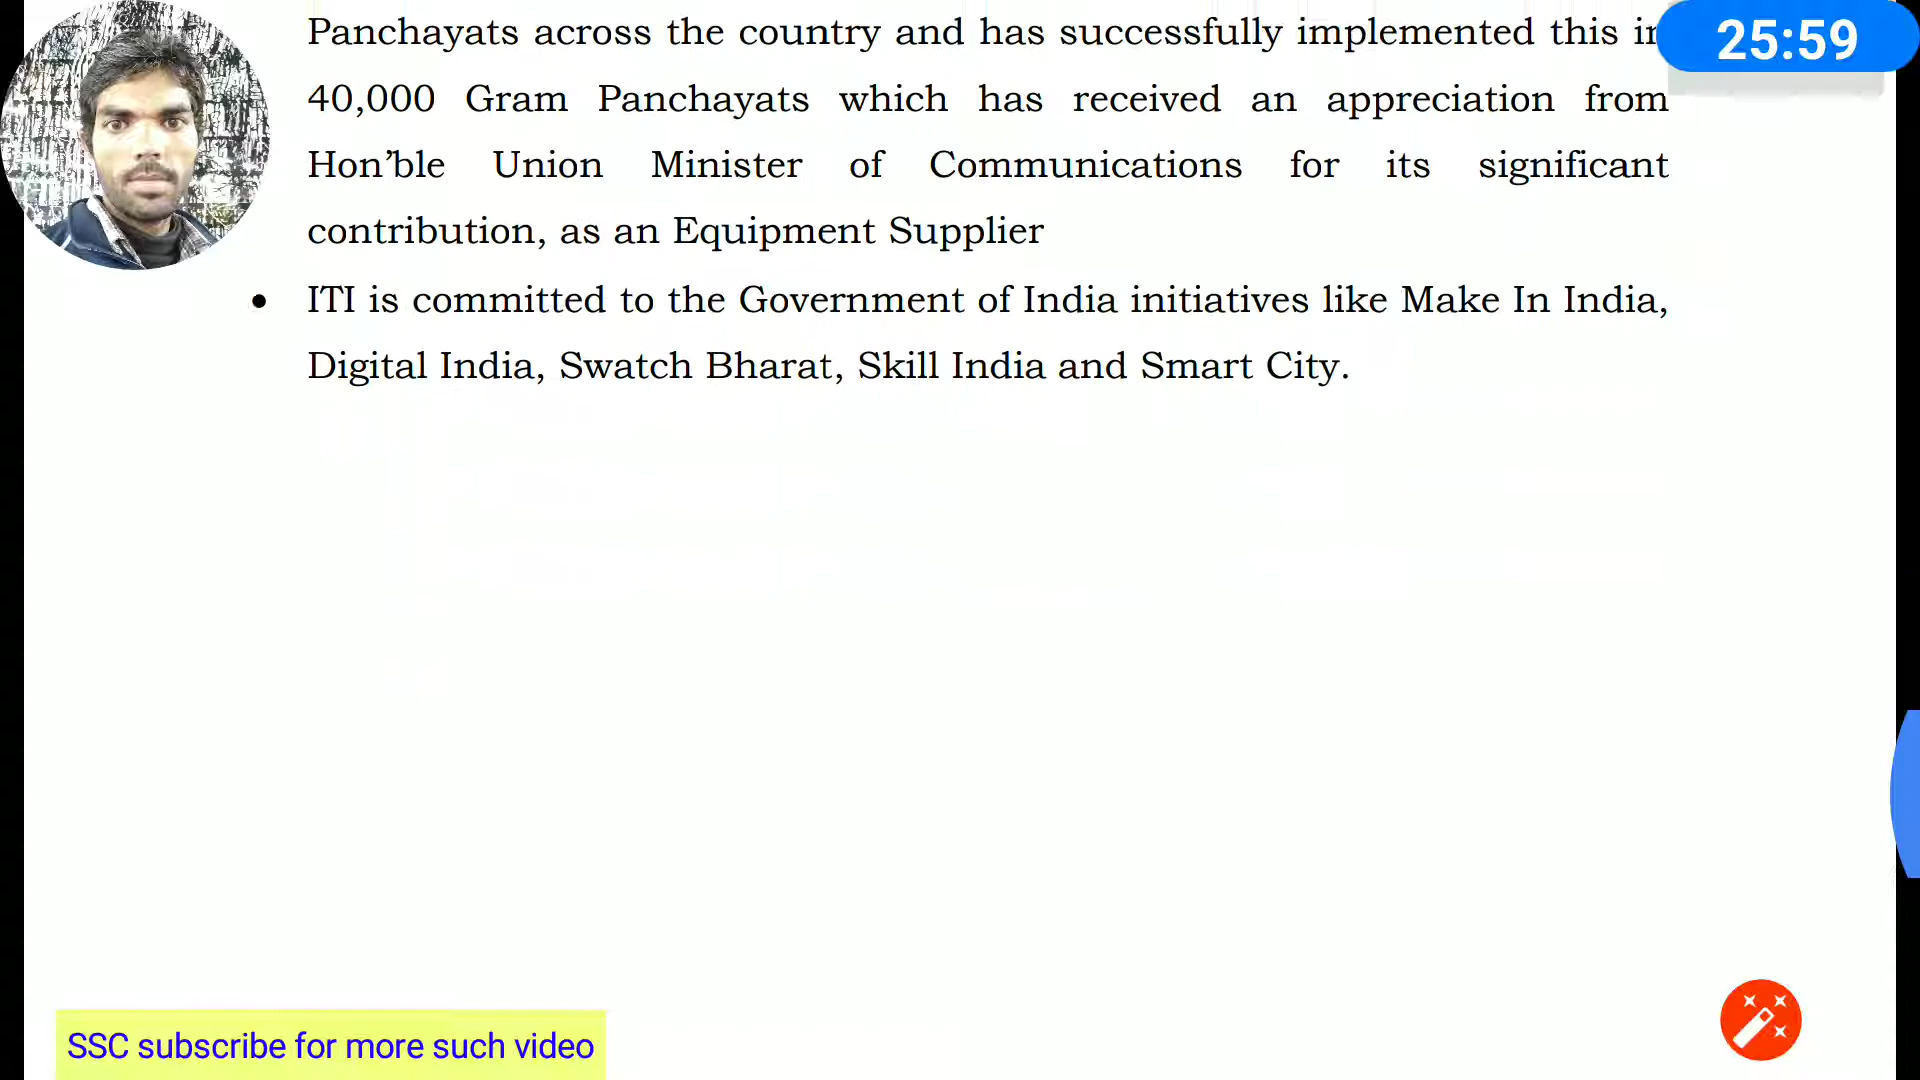 Panchayats across the country and has successfully implemented this in
40,000 Gram Panchayats which has received an appreciation from
Hon’ble Union Minister of Communications for its significant
contribution, as an Equipment Supplier
• ITI is committed to the Government of India initiatives like Make In India,
Digital India, Swatch Bharat, Skill India and Smart City.
25:59
SSC subscribe for more such video